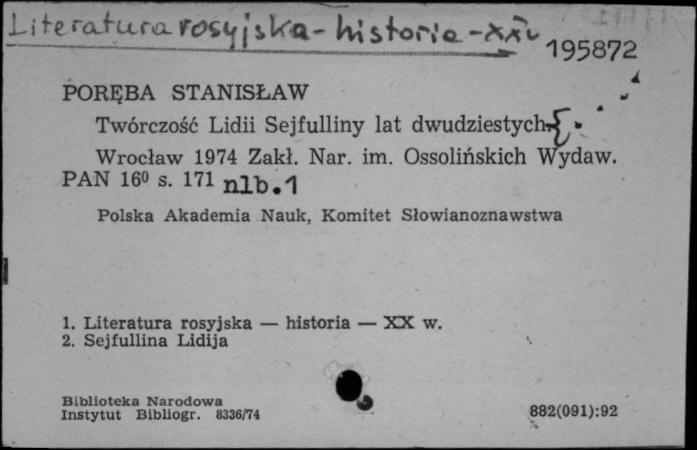 Literatura rosyjska - historia - XX w
195872
PORĘBA STANISŁAW
Twórczość Lidii Sejfulliny lat dwudziestych
Wrocław 1974 Zakł. Nar. im. Ossolińskich Wydaw.
PAN 16⁰ s. 171 nlb.1
Polska Akademia Nauk, Komitet Słowianoznawstwa
1. Literatura rosyjska — historia — XX w.
2. Sejfullina Lidija
Biblioteka Narodowa
Instytut Bibliogr. 8336/74
882(091):92